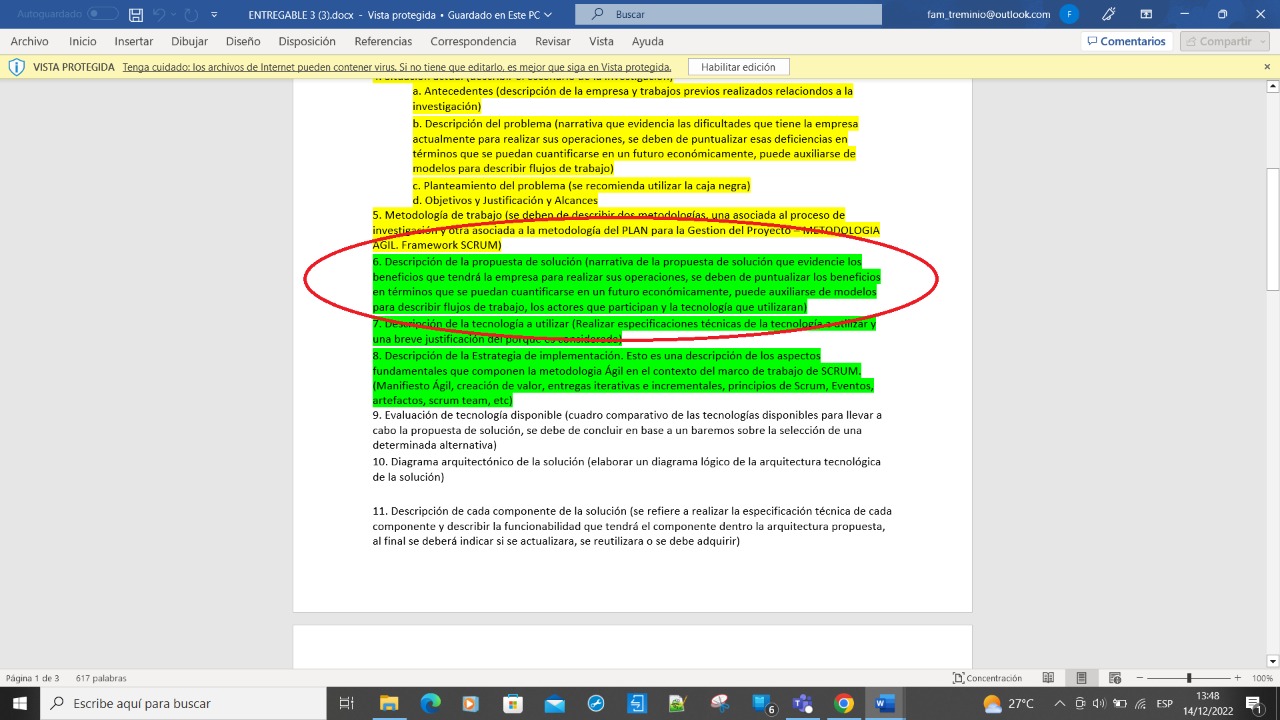 Autoguardado
ENTREGABLE 3 (3).docx - Vista protegida • Guardado en Este PC
Buscar
fam_treminio@outlook.com
F
Archivo Inicio Insertar Dibujar Diseño Disposición Referencias Correspondencia Revisar Vista Ayuda
Comentarios
Compartir
VISTA PROTEGIDA Tenga cuidado: los archivos de Internet pueden contener virus. Si no tiene que editarlo, es mejor que siga en Vista protegida.
Habilitar edición
4. Situación actual (describir el escenario de la investigación)
a. Antecedentes (descripción de la empresa y trabajos previos realizados relaciondos a la
investigación)
b. Descripción del problema (narrativa que evidencia las dificultades que tiene la empresa
actualmente para realizar sus operaciones, se deben de puntualizar esas deficiencias en
términos que se puedan cuantificarse en un futuro económicamente, puede auxiliarse de
modelos para describir flujos de trabajo)
c. Planteamiento del problema (se recomienda utilizar la caja negra)
d. Objetivos y Justificación y Alcances
5. Metodología de trabajo (se deben de describir dos metodologías, una asociada al proceso de
investigación y otra asociada a la metodología del PLAN para la Gestion del Proyecto – METODOLOGIA
AGIL. Framework SCRUM)
6. Descripción de la propuesta de solución (narrativa de la propuesta de solución que evidencie los
beneficios que tendrá la empresa para realizar sus operaciones, se deben de puntualizar los beneficios
en términos que se puedan cuantificarse en un futuro económicamente, puede auxiliarse de modelos
para describir flujos de trabajo, los actores que participan y la tecnología que utilizaran)
7. Descripción de la tecnología a utilizar (Realizar especificaciones técnicas de la tecnología a utilizar y
una breve justificación del porque es considerado)
8. Descripción de la Estrategia de implementación. Esto es una descripción de los aspectos
fundamentales que componen la metodologia Ágil en el contexto del marco de trabajo de SCRUM.
(Manifiesto Ágil, creación de valor, entregas iterativas e incrementales, principios de Scrum, Eventos,
artefactos, scrum team, etc)
9. Evaluación de tecnología disponible (cuadro comparativo de las tecnologías disponibles para llevar a
cabo la propuesta de solución, se debe de concluir en base a un baremos sobre la selección de una
determinada alternativa)
10. Diagrama arquitectónico de la solución (elaborar un diagrama lógico de la arquitectura tecnológica
de la solución)
11. Descripción de cada componente de la solución (se refiere a realizar la especificación técnica de cada
componente y describir la funcionabilidad que tendrá el componente dentro la arquitectura propuesta,
al final se deberá indicar si se actualizara, se reutilizara o se debe adquirir)
Página 1 de 3 617 palabras
Concentración
100%
Escribe aquí para buscar
6
27°C
ESP
13:48
14/12/2022
1